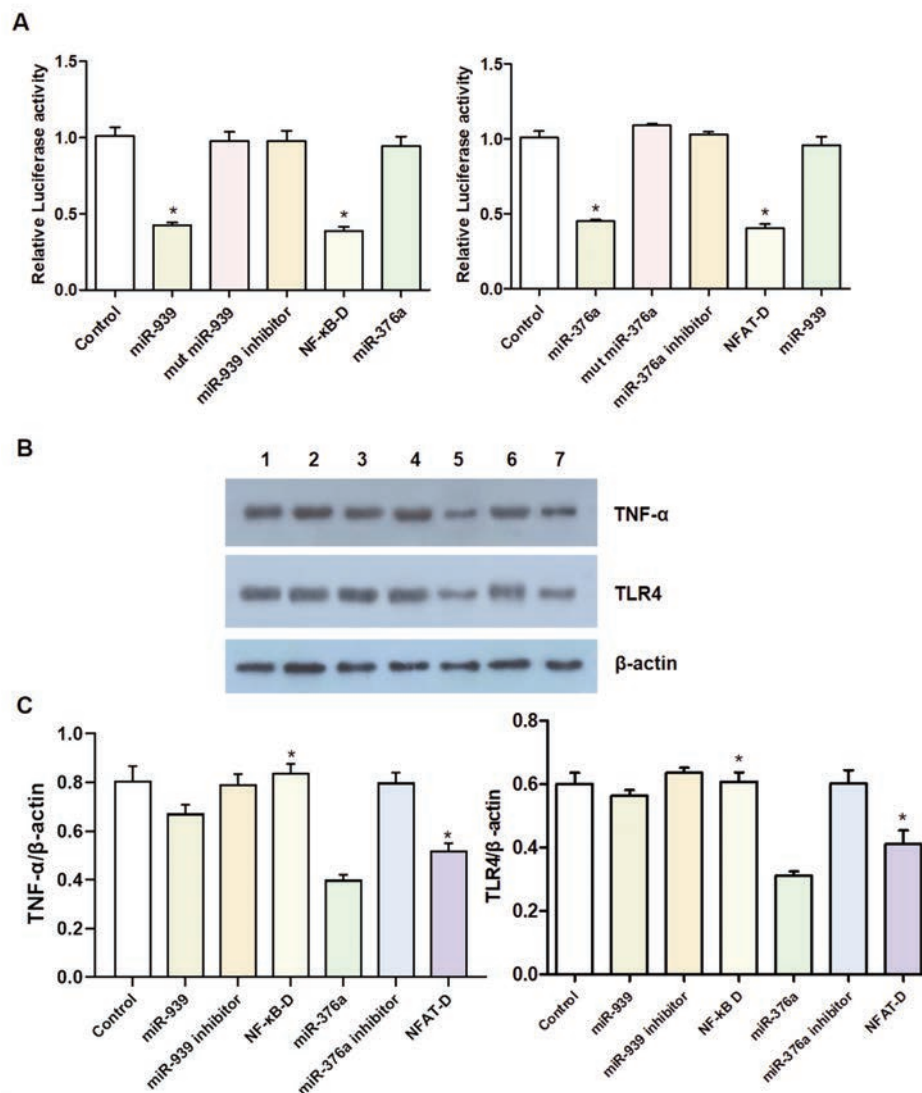 A
Relative Luciferase activity
1.5
1.0
0.5
0.0
*
*
Control
miR-939
mut miR-939
miR-939 inhibitor
NF-κB-D
miR-376a
Relative Luciferase activity
1.5
1.0
0.5
0.0
*
*
Control
miR-376a
mut miR-376a
miR-376a inhibitor
NFAT-D
miR-939
B
1 2 3 4 5 6 7
TNF-α
TLR4
β-actin
C
TNF-α/β-actin
1.0
0.8
0.6
0.4
0.2
0.0
*
*
Control
miR-939
miR-939 inhibitor
NF-κB-D
miR-376a
miR-376a inhibitor
NFAT-D
TLR4/β -actin
0.8
0.6
0.4
0.2
0.0
*
*
Control
miR-939
miR-939 inhibitor
NF-kB D
miR-376a
miR-376a inhibitor
NFAT-D